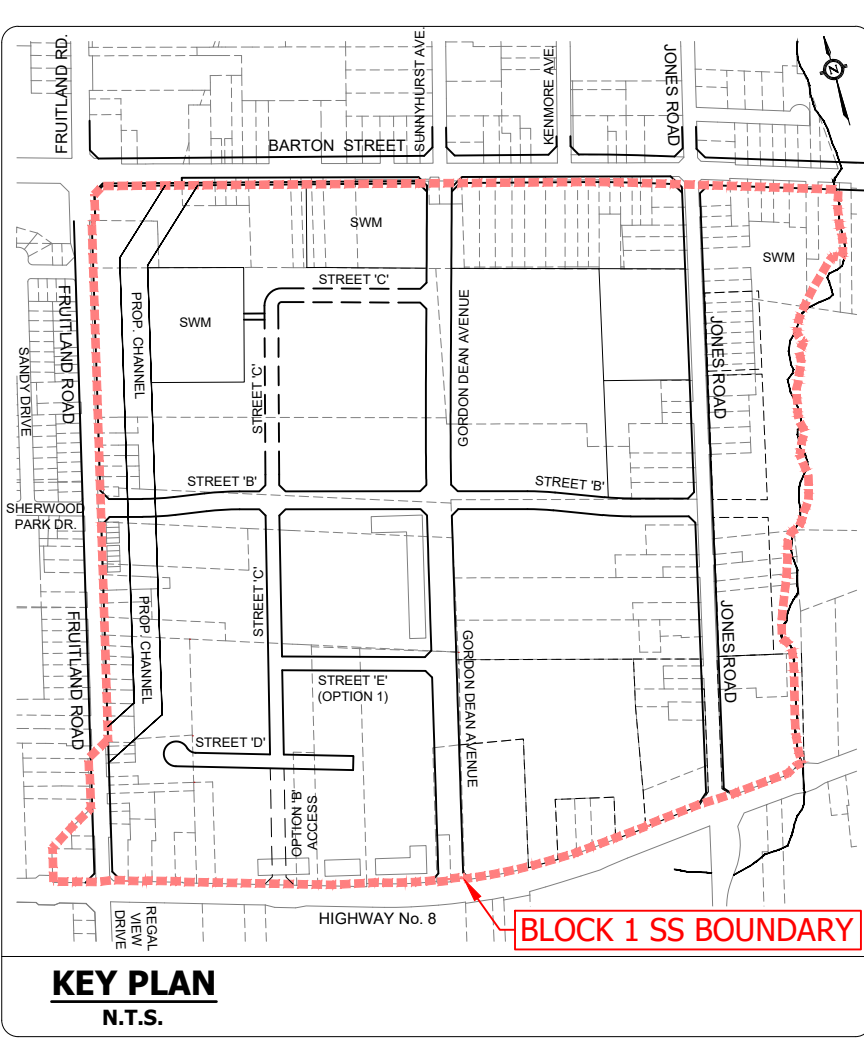 FRUITLAND RD.
SUNNYHURST AVE.
KENMORE AVE.
JONES ROAD
Z
BARTON STREET
SWM
SWM
STREET 'C'
SWM
PROP. CHANNEL
FRUITLAND ROAD
SANDY DRIVE
STREET 'C'
GORDON DEAN AVENUE
JONES ROAD
STREET 'B'
STREET 'B'
SHERWOOD
PARK DR.
STREET 'C'
PROP. CHANNEL
FRUITLAND ROAD
GORDON DEAN AVENUE
JONES ROAD
STREET 'E'
(OPTION 1)
STREET 'D'
OPTION 'B'
ACCESS
REGAL
VIEW
DRIVE
HIGHWAY No. 8
BLOCK 1 SS BOUNDARY
KEY PLAN
N.T.S.